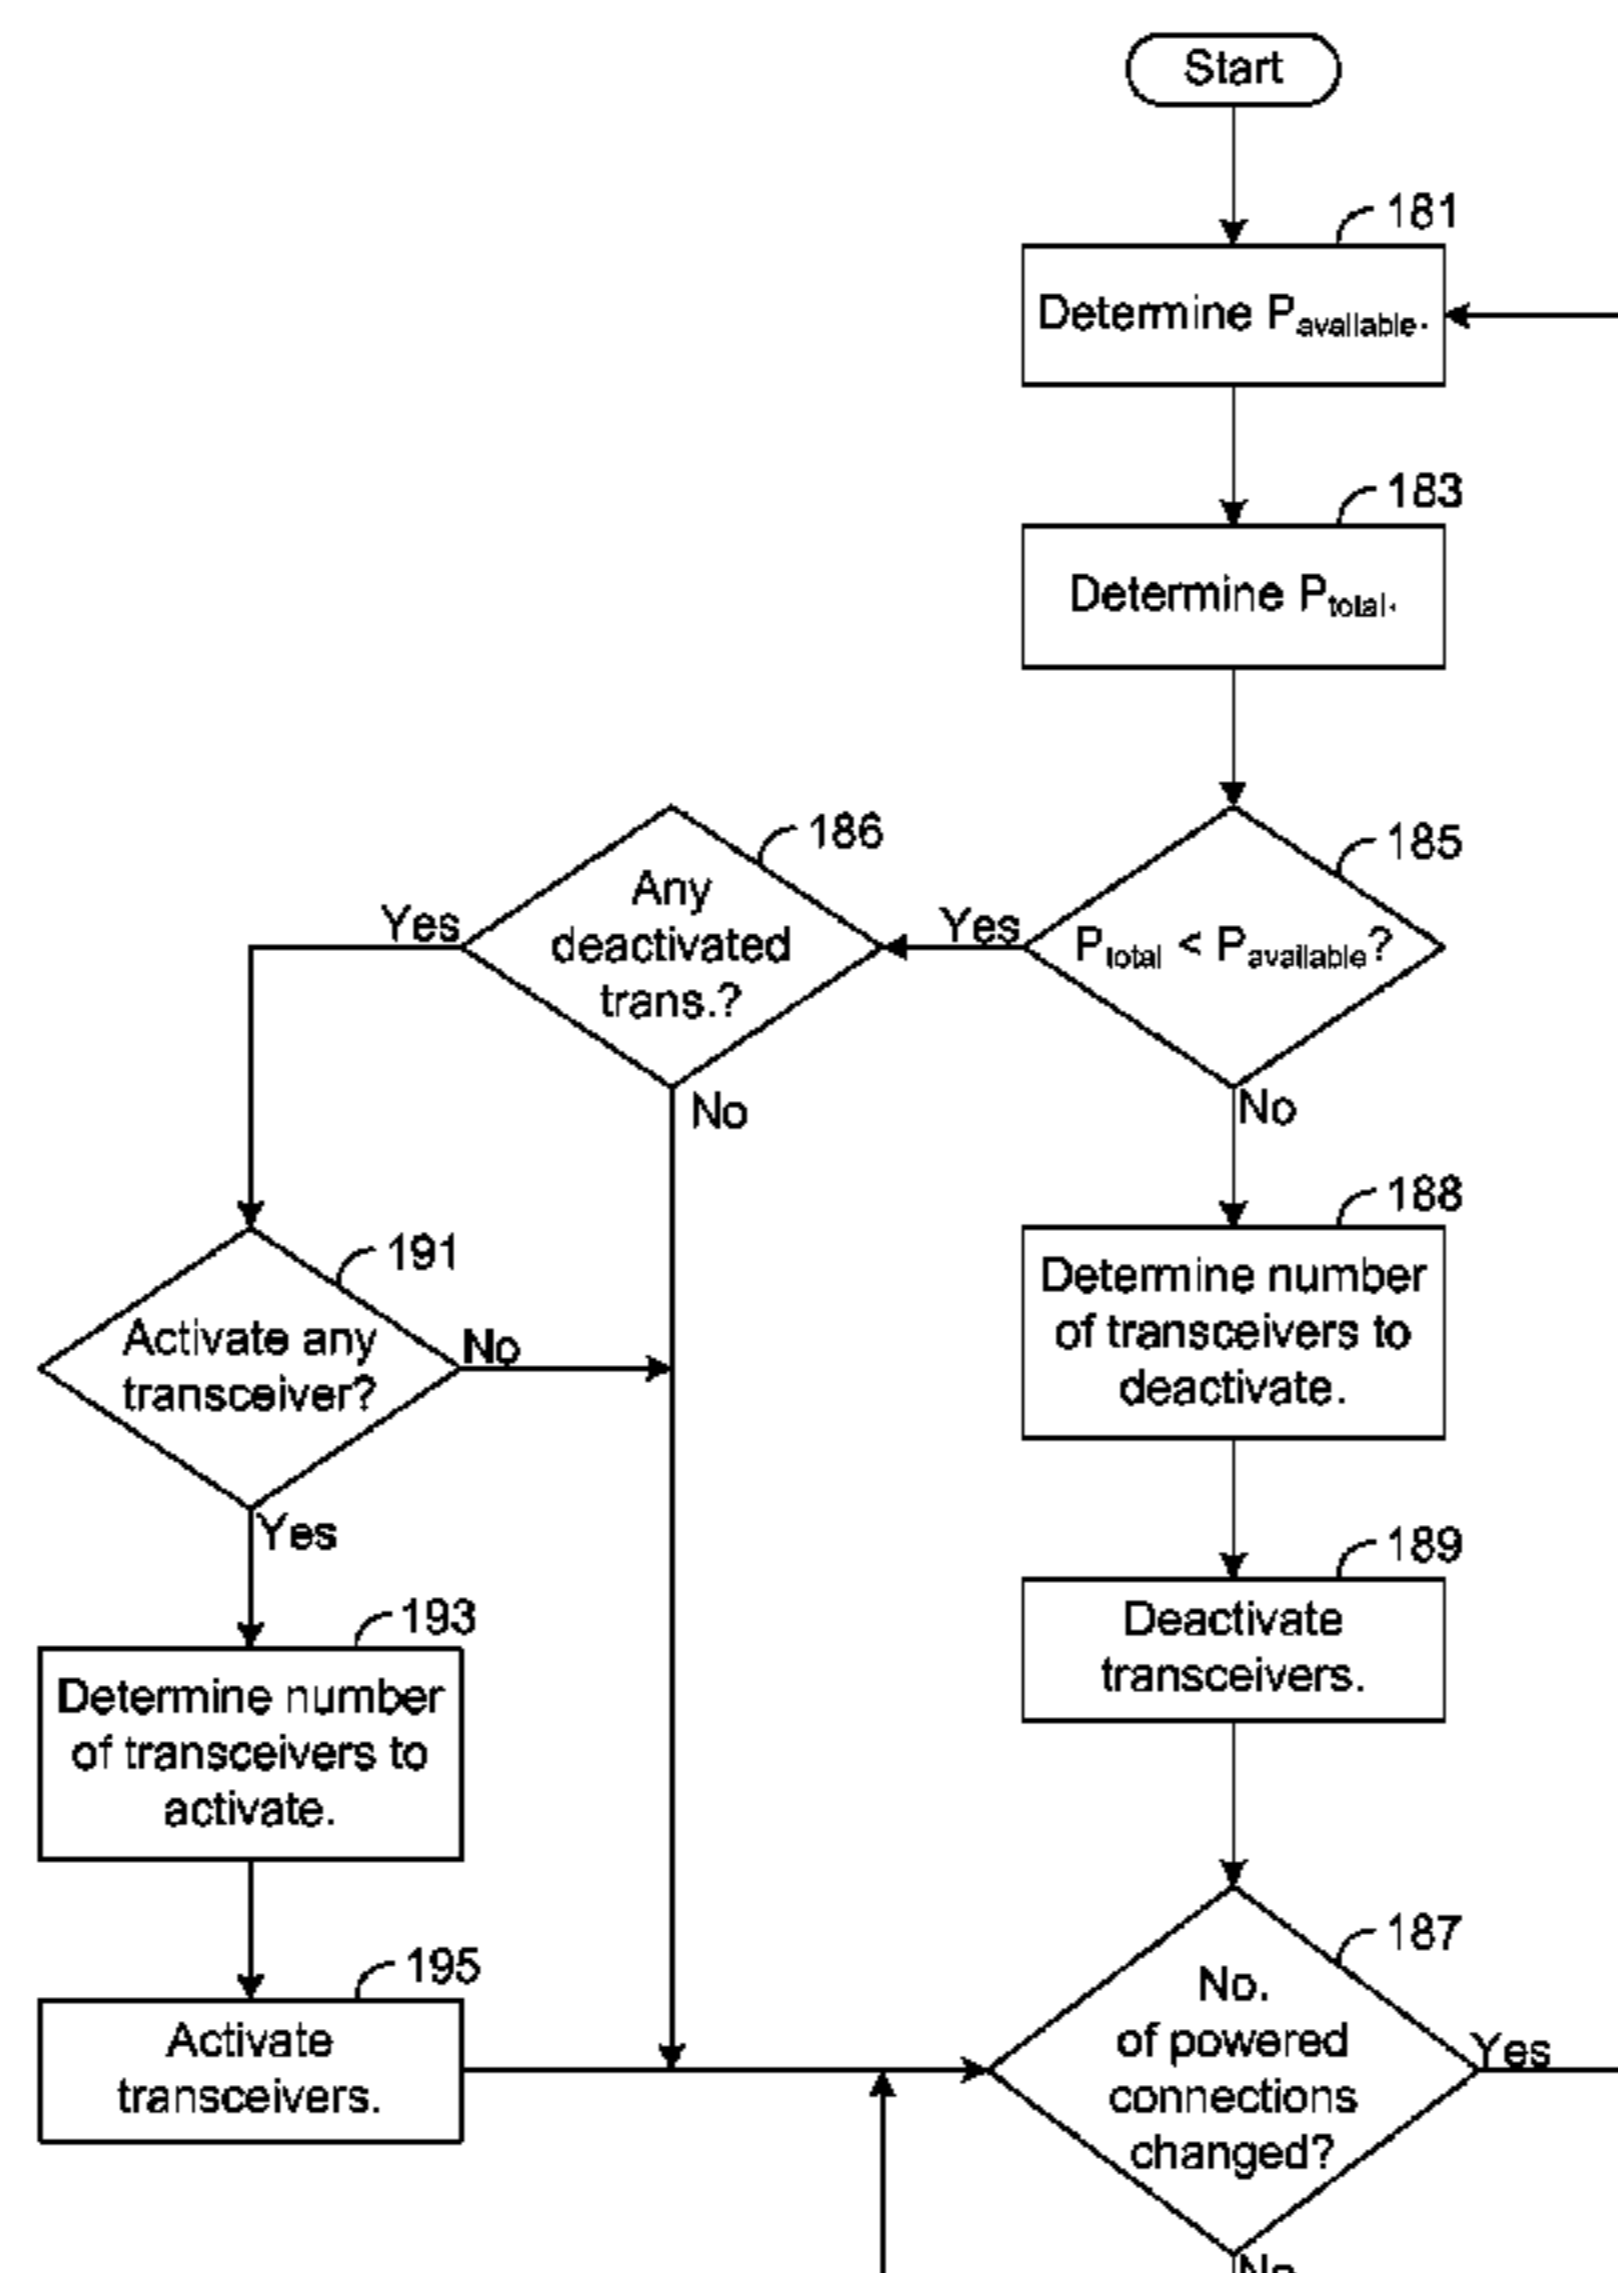 Start
181
Determine Pavailable.
183
Determine Ptotal.
186
Any
deactivated
trans.?
Yes
No
185
Ptotal < Pavailable?
Yes
No
188
Determine number
of transceivers to
deactivate.
191
Activate any
transceiver?
No
Yes
189
Deactivate
transceivers.
193
Determine number
of transceivers to
activate.
195
Activate
transceivers.
187
No.
of powered
connections
changed?
Yes
No